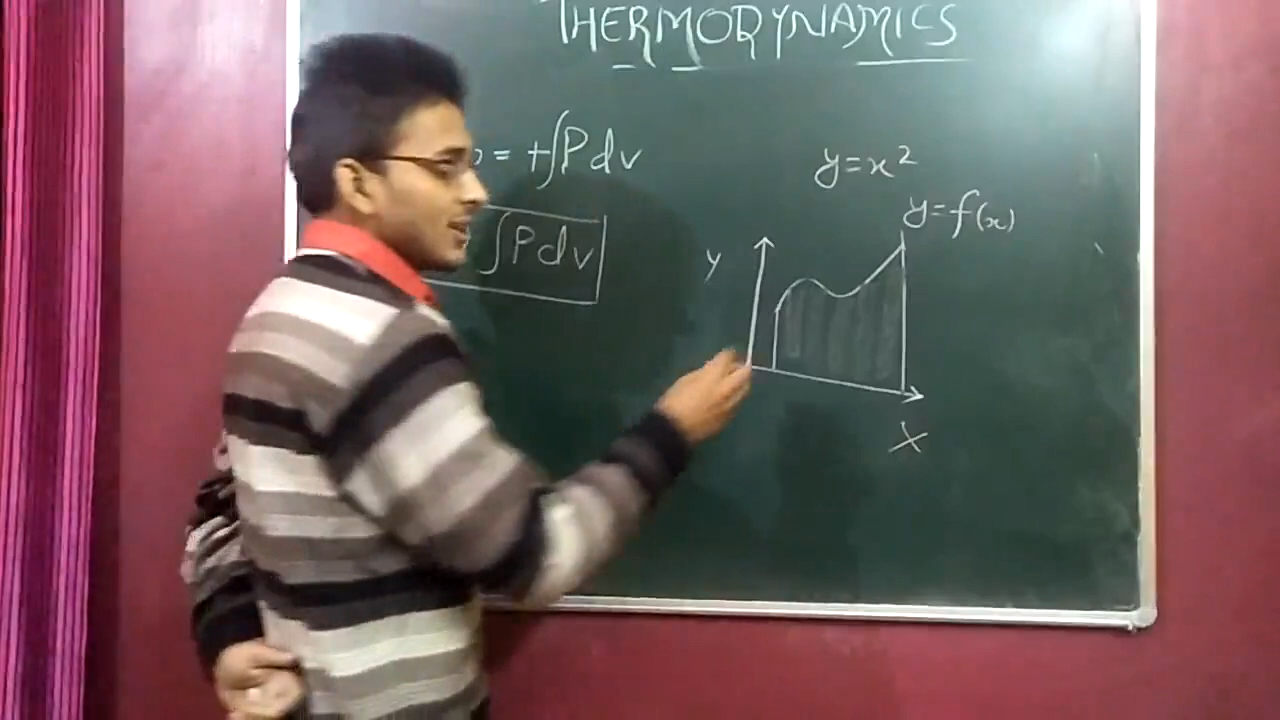 THERMODYNAMICS
= +∫Pdv
∫Pdv
y=x²
y=f(x)
y
X